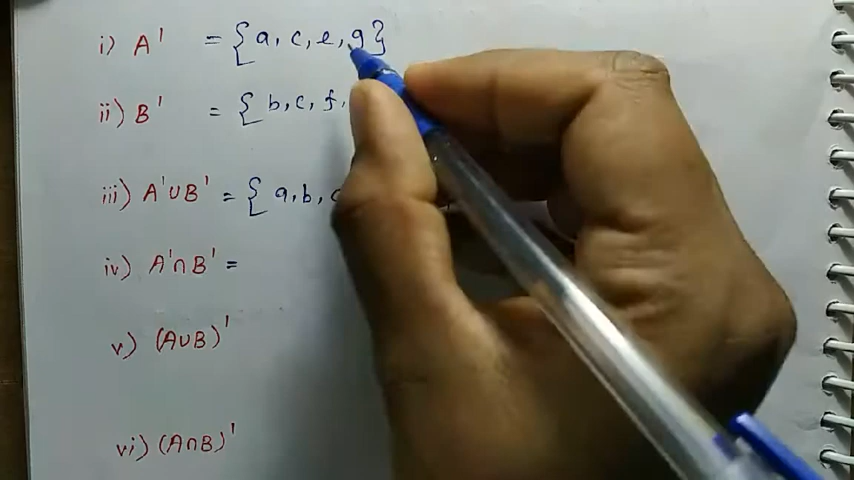 i) A' = {a, c, e, g}
ii) B' = {b, c, f,
iii) A'∪B' = {a, b, c
iv) A'∩B' =
v) (A∪B)'
vi) (A∩B)'